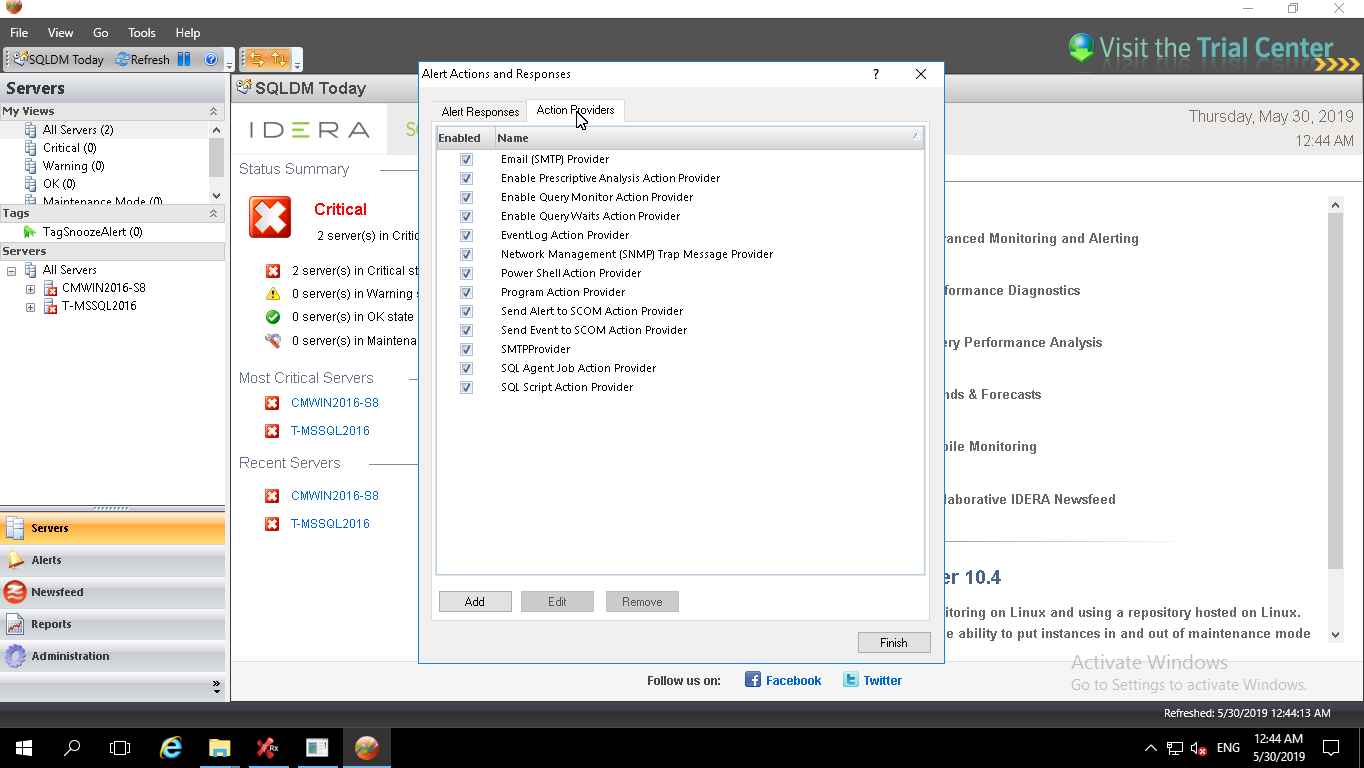 File View Go Tools Help
SQLDM Today Refresh
Visit the Trial Center
Servers
My Views
All Servers (2)
Critical (0)
Warning (0)
OK (0)
Maintenance Mode (0)
Tags
TagSnoozeAlert (0)
Servers
All Servers
CMWIN2016-S8
T-MSSQL2016
Servers
Alerts
Newsfeed
Reports
Administration
SQLDM Today
IDERA
Thursday, May 30, 2019
12:44 AM
Status Summary
Critical
2 server(s) in Critic
2 server(s) in Critical st
0 server(s) in Warning s
0 server(s) in OK state
0 server(s) in Maintena
Most Critical Servers
CMWIN2016-S8
T-MSSQL2016
Recent Servers
CMWIN2016-S8
T-MSSQL2016
Alert Actions and Responses
Alert Responses Action Providers
Enabled Name
Email (SMTP) Provider
Enable Prescriptive Analysis Action Provider
Enable Query Monitor Action Provider
Enable Query Waits Action Provider
EventLog Action Provider
Network Management (SNMP) Trap Message Provider
Power Shell Action Provider
Program Action Provider
Send Alert to SCOM Action Provider
Send Event to SCOM Action Provider
SMTPProvider
SQL Agent Job Action Provider
SQL Script Action Provider
Add Edit Remove
Finish
anced Monitoring and Alerting
formance Diagnostics
ery Performance Analysis
nds & Forecasts
bile Monitoring
laborative IDERA Newsfeed
er 10.4
itoring on Linux and using a repository hosted on Linux.
e ability to put instances in and out of maintenance mode
Follow us on: Facebook Twitter
Activate Windows
Go to Settings to activate Windows.
Refreshed: 5/30/2019 12:44:13 AM
Rx
ENG
12:44 AM
5/30/2019